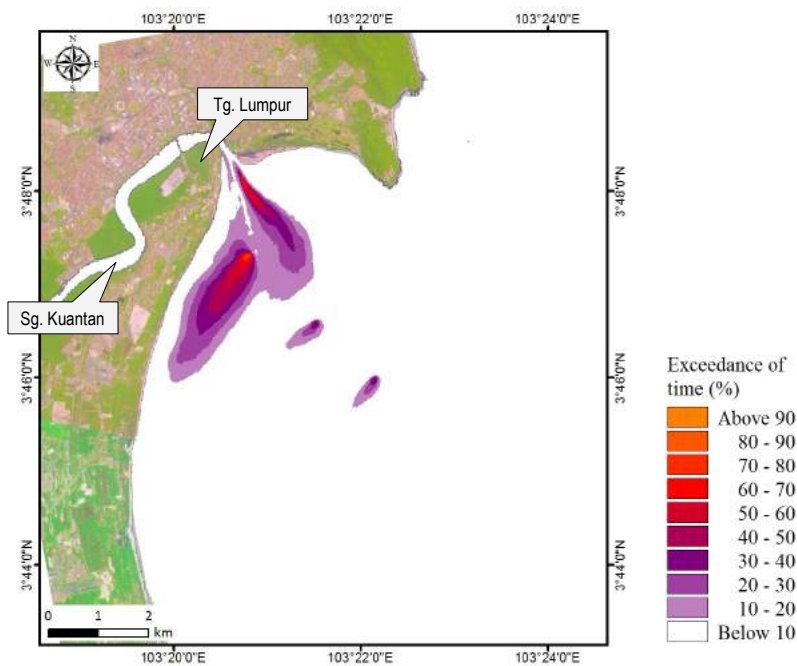 103°20'0"E 103°22'0"E 103°24'0"E
N
W E
S
Tg. Lumpur
3°48'0"N 3°48'0"N
Sg. Kuantan
3°46'0"N 3°46'0"N
Exceedance of
time (%)
Above 90
80 - 90
70 - 80
60 - 70
50 - 60
40 - 50
30 - 40
20 - 30
10 - 20
Below 10
3°44'0"N 3°44'0"N
0 1 2
km
103°20'0"E 103°22'0"E 103°24'0"E